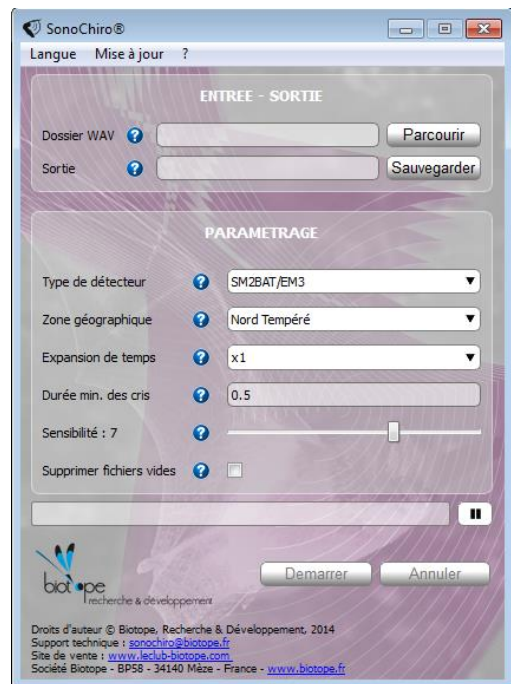 SonoChiro®
Langue Mise à jour ?
ENTREE - SORTIE
Dossier WAV ? Parcourir
Sortie ? Sauvegarder
PARAMETRAGE
Type de détecteur ? SM2BAT/EM3
Zone géographique ? Nord Tempéré
Expansion de temps ? x1
Durée min. des cris ? 0.5
Sensibilité : 7 ?
Supprimer fichiers vides ?
biotope
recherche & développement
Demarrer Annuler
Droits d'auteur © Biotope, Recherche & Développement, 2014
Support technique : sonochiro@biotope.fr
Site de vente : www.leclub-biotope.com
Société Biotope - BP58 - 34140 Mèze - France - www.biotope.fr